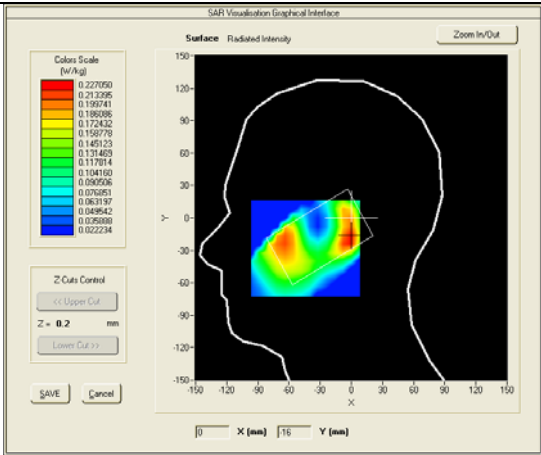 SAR Visualisation Graphical Interface
Surface Radiated Intensity
Zoom In/Out
Colors Scale
(W/kg)
0.227050
0.213395
0.199741
0.186086
0.172432
0.158778
0.145123
0.131469
0.117814
0.104160
0.090506
0.076851
0.063197
0.049542
0.035888
0.022234
Z-Cuts Control
<< Upper Cut
Z = 0.2 mm
Lower Cut >>
SAVE Cancel
150-
120-
90-
60-
30-
0-
-30-
-60-
-90-
-120-
-150-
Y
-150 -120 -90 -60 -30 0 30 60 90 120 150
X
0 X (mm) -16 Y (mm)